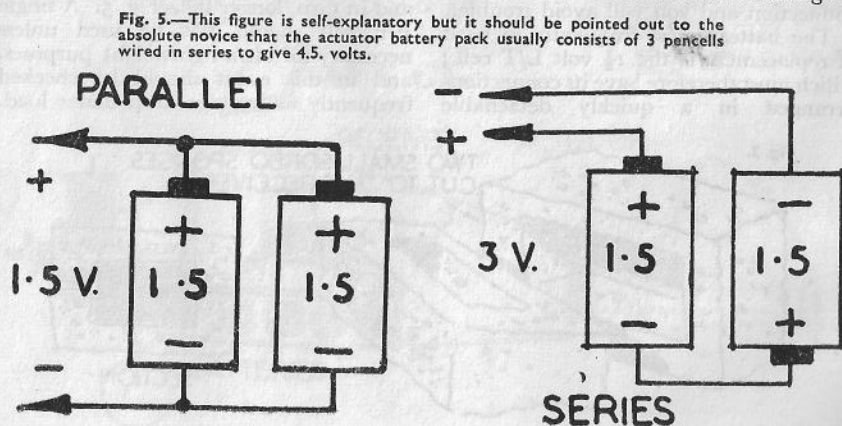 Fig. 5.—This figure is self-explanatory but it should be pointed out to the
absolute novice that the actuator battery pack usually consists of 3 pencells
wired in series to give 4.5. volts.
PARALLEL
+
1·5 V.
−
+
1·5
−
+
1·5
−
−
+
3 V.
+
1·5
−
−
1·5
+
SERIES